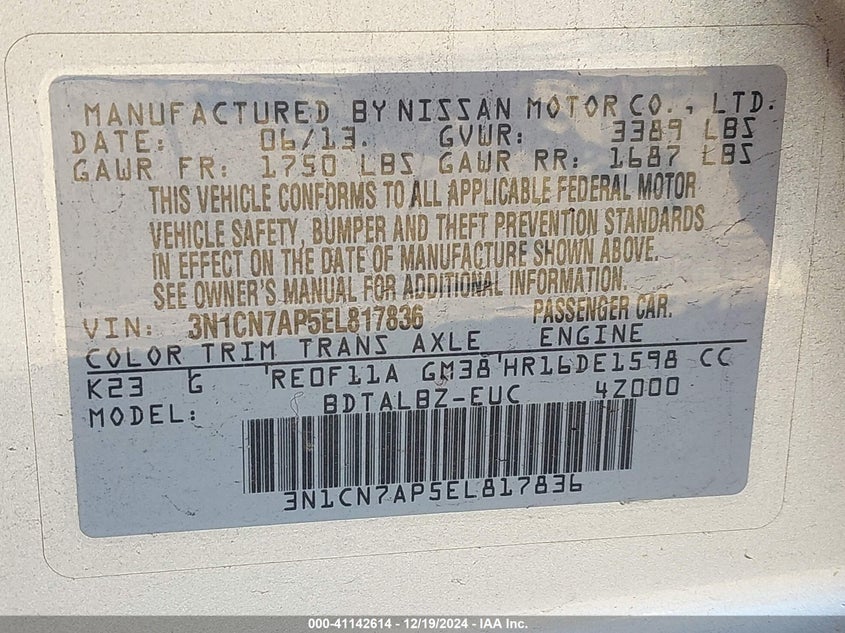 MANUFACTURED BY NISSAN MOTOR CO., LTD.
DATE: 06/13. GVWR: 3389 LBS
GAWR FR: 1750 LBS GAWR RR: 1687 LBS
THIS VEHICLE CONFORMS TO ALL APPLICABLE FEDERAL MOTOR
VEHICLE SAFETY, BUMPER AND THEFT PREVENTION STANDARDS
IN EFFECT ON THE DATE OF MANUFACTURE SHOWN ABOVE.
SEE OWNER'S MANUAL FOR ADDITIONAL INFORMATION.
VIN: 3N1CN7AP5EL817836 PASSENGER CAR.
COLOR TRIM TRANS AXLE ENGINE
K23 G RE0F11A GM38 HR16DE1598 CC
MODEL: BDTALBZ-EUC 4Z000
3N1CN7AP5EL817836
000-41142614 - 12/19/2024 - IAA Inc.